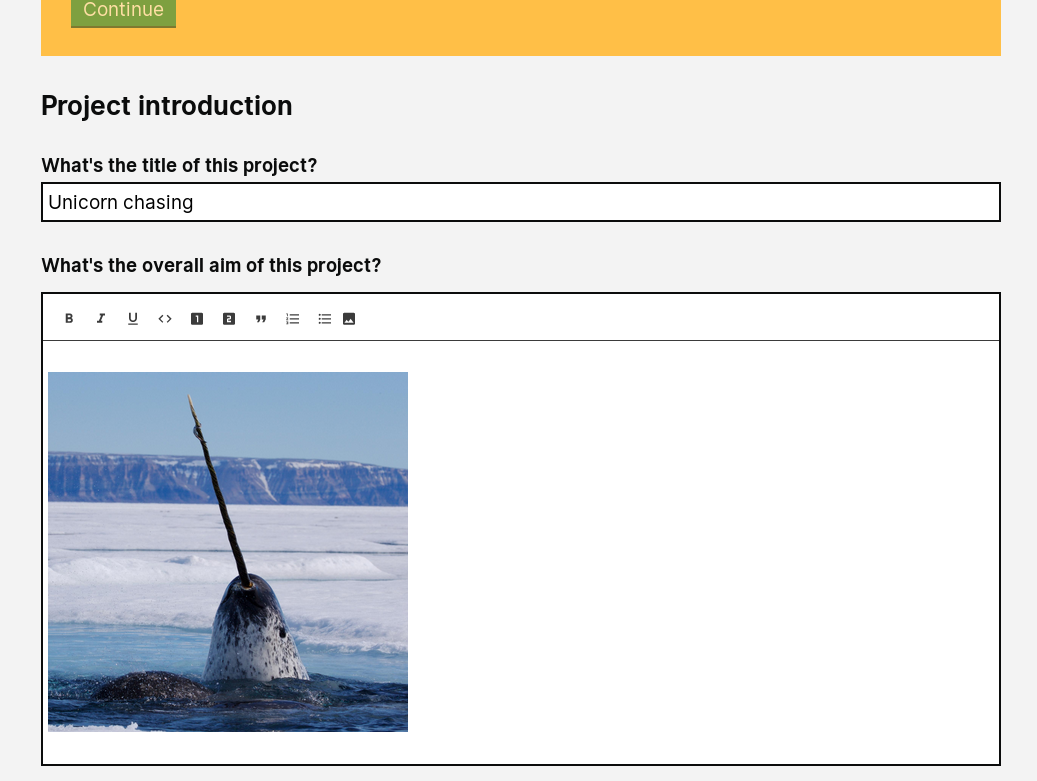 Continue
Project introduction
What's the title of this project?
Unicorn chasing
What's the overall aim of this project?
B I U <> 1 2